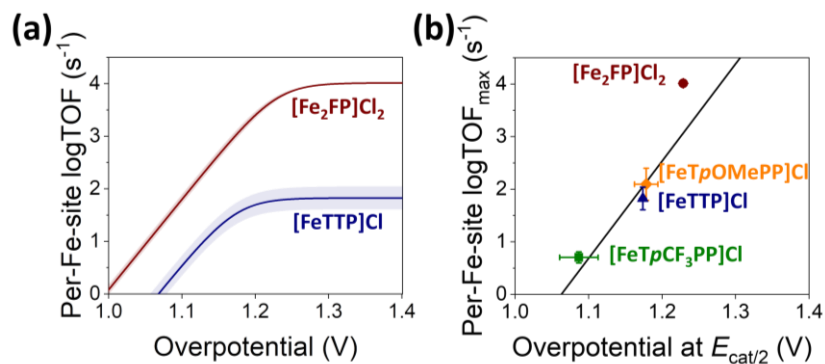 (a)
Per-Fe-site logTOF (s⁻¹)
4
3
2
1
0
[Fe₂FP]Cl₂
[FeTTP]Cl
1.0 1.1 1.2 1.3 1.4
Overpotential (V)
(b)
Per-Fe-site logTOFₘₐₓ (s⁻¹)
4
3
2
1
0
[Fe₂FP]Cl₂
[FeTpOMePP]Cl
[FeTTP]Cl
[FeTpCF₃PP]Cl
1.0 1.1 1.2 1.3 1.4
Overpotential at E_cat/2 (V)